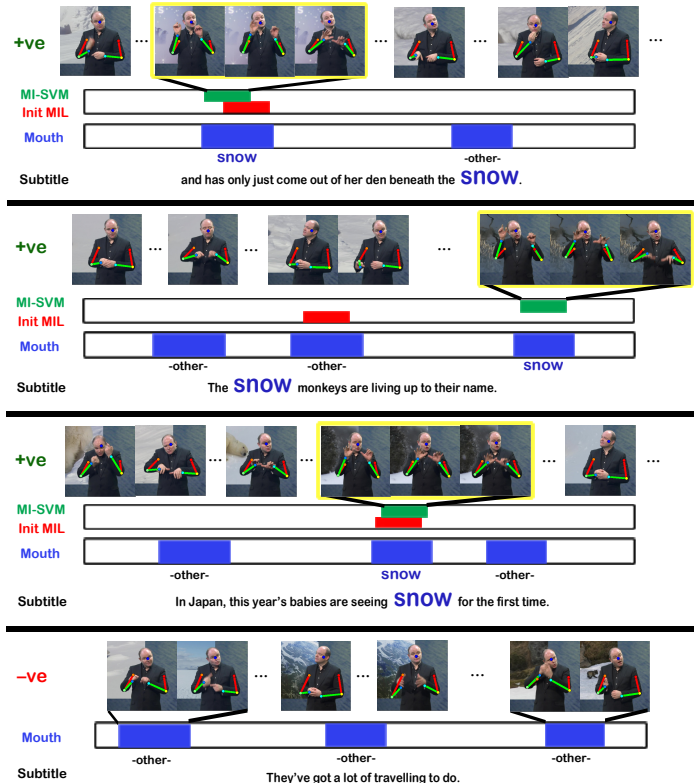 +ve
... ... ...
MI-SVM
Init MIL
Mouth
snow
-other-
Subtitle
and has only just come out of her den beneath the snow.
+ve
... ... ...
MI-SVM
Init MIL
Mouth
-other-
-other-
snow
Subtitle
The snow monkeys are living up to their name.
+ve
... ... ... ...
MI-SVM
Init MIL
Mouth
-other-
snow
-other-
Subtitle
In Japan, this year's babies are seeing snow for the first time.
–ve
... ... ...
Mouth
-other-
-other-
-other-
Subtitle
They've got a lot of travelling to do.